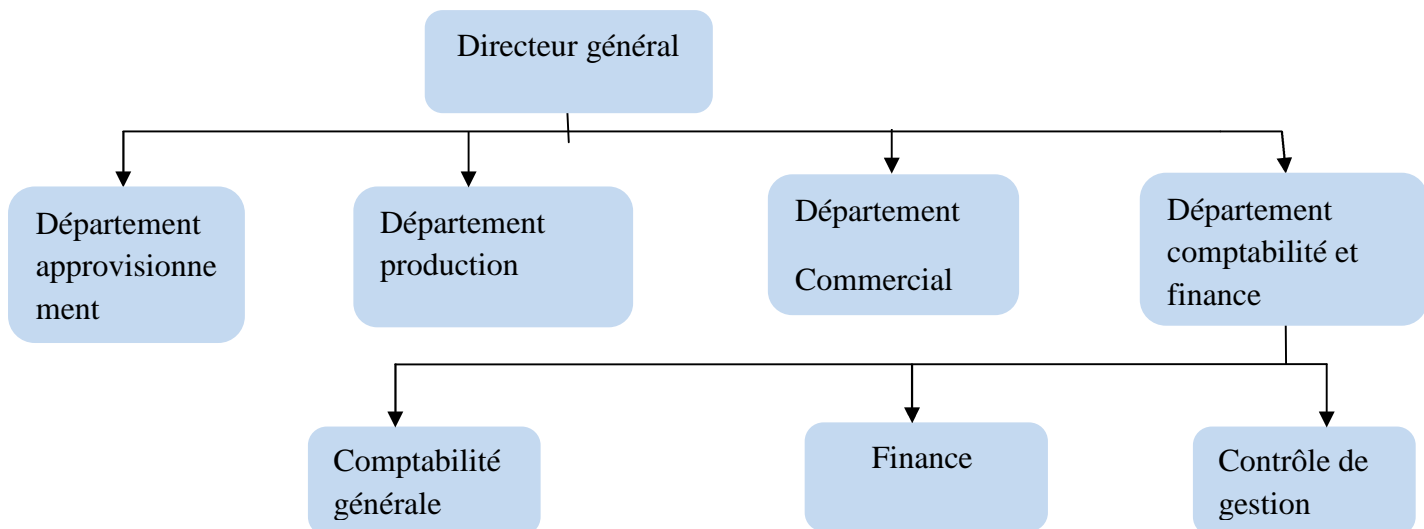 Directeur général
Département
approvisionne
ment
Département
production
Département
Commercial
Département
comptabilité et
finance
Comptabilité
générale
Finance
Contrôle de
gestion